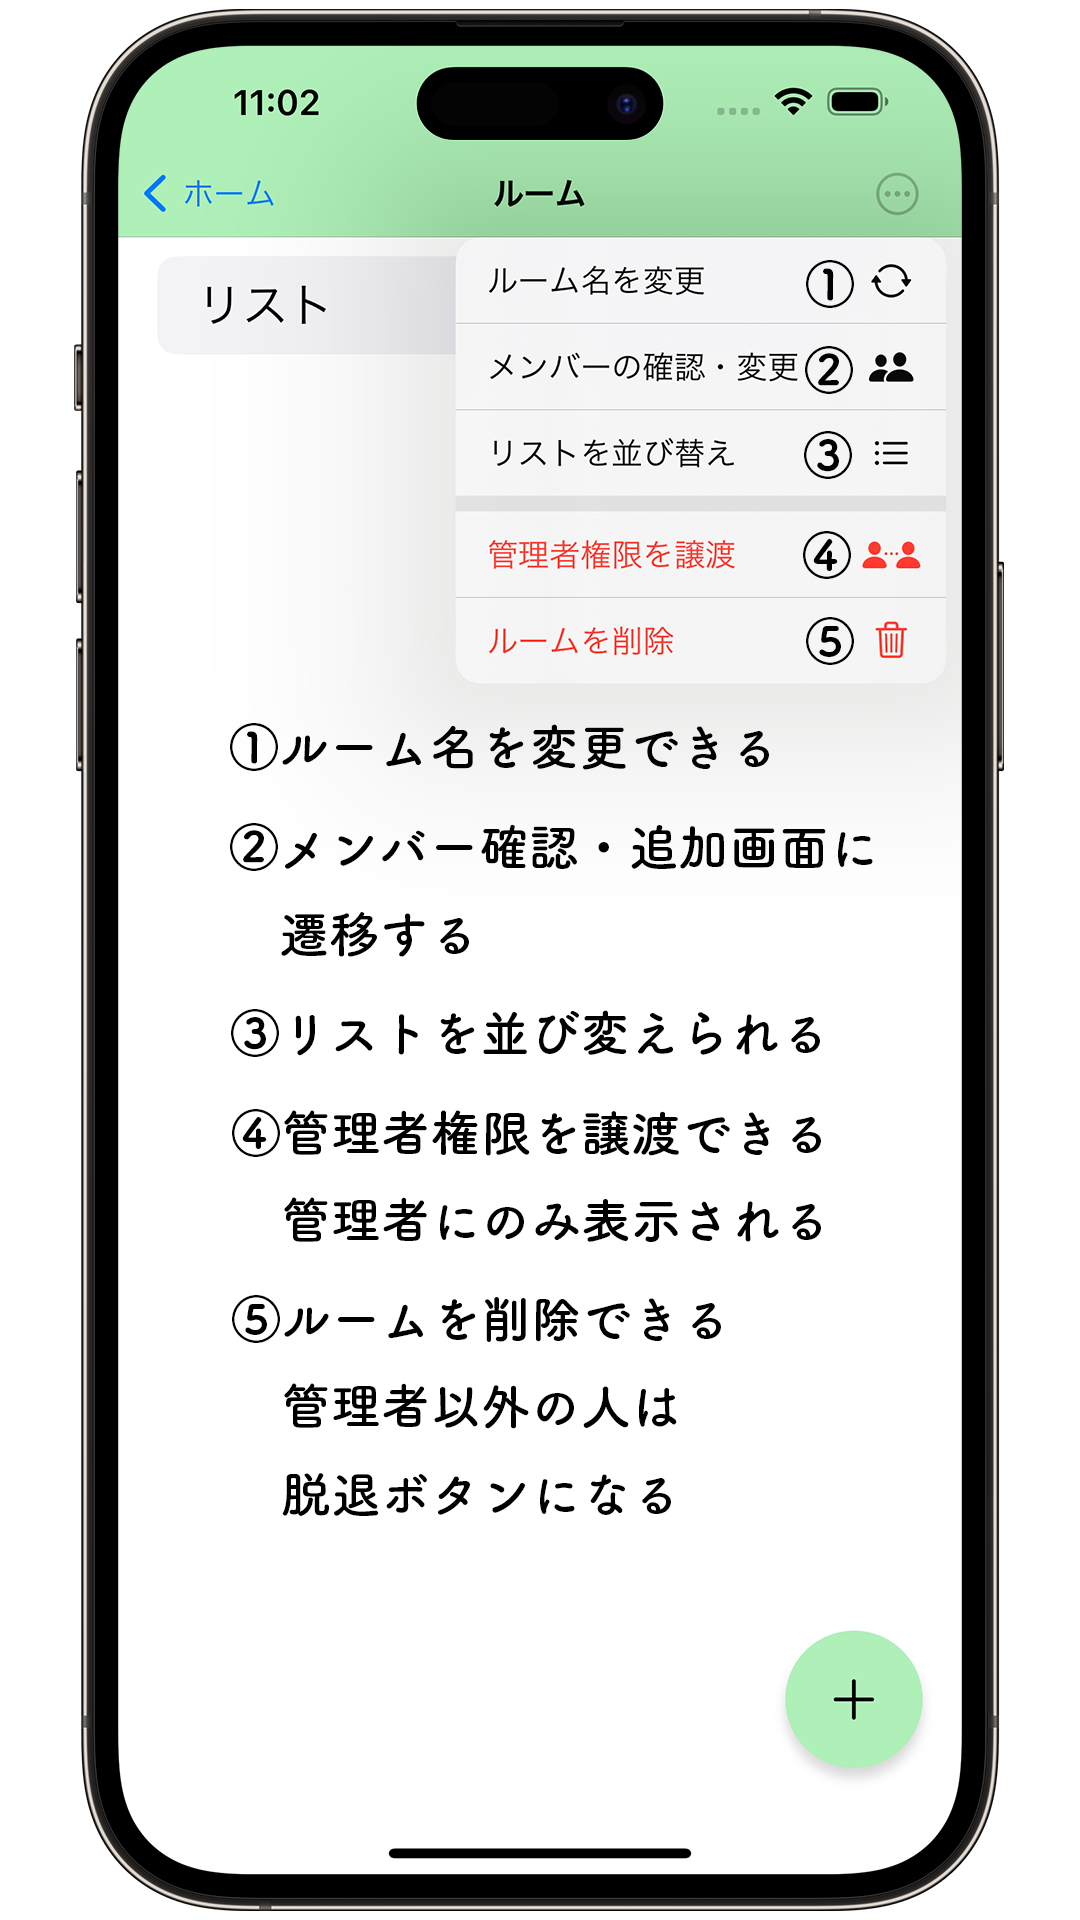 11:02
ホーム
ルーム
リスト
ルーム名を変更 ①
メンバーの確認・変更 ②
リストを並び替え ③
管理者権限を譲渡 ④
ルームを削除 ⑤
①ルーム名を変更できる
②メンバー確認・追加画面に
遷移する
③リストを並び変えられる
④管理者権限を譲渡できる
管理者にのみ表示される
⑤ルームを削除できる
管理者以外の人は
脱退ボタンになる